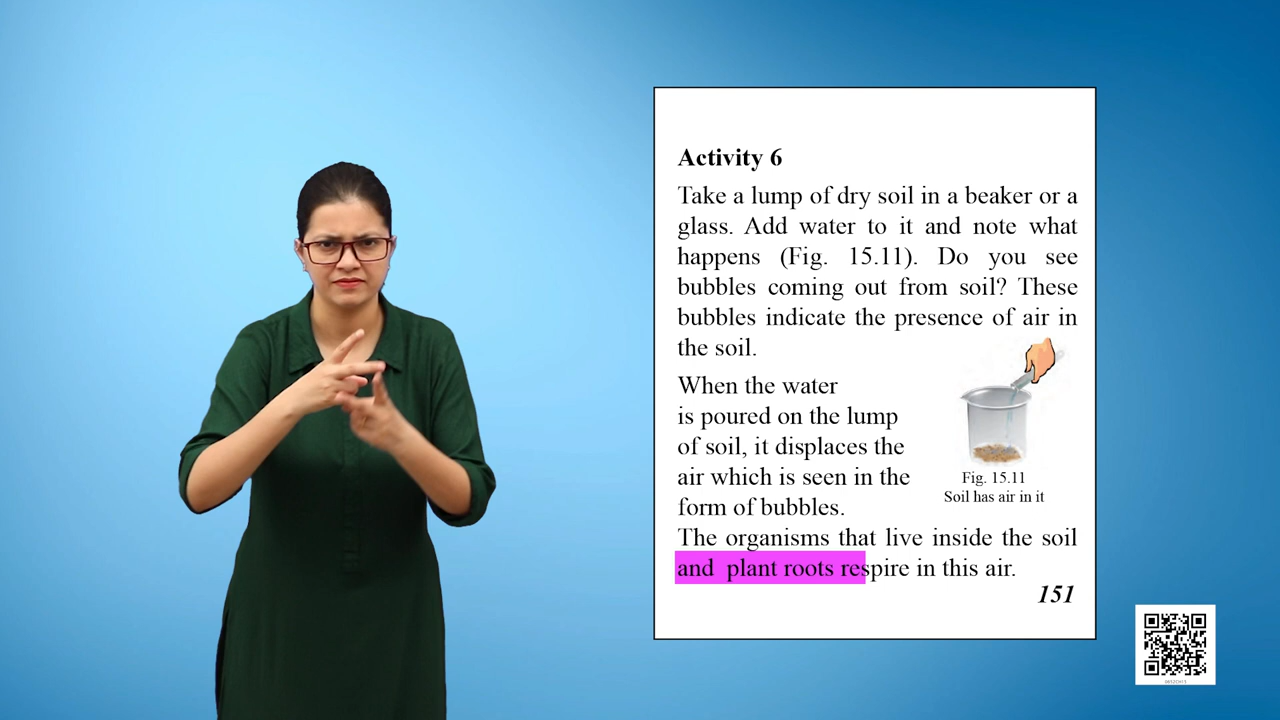 Activity 6
Take a lump of dry soil in a beaker or a
glass. Add water to it and note what
happens (Fig. 15.11). Do you see
bubbles coming out from soil? These
bubbles indicate the presence of air in
the soil.
When the water
is poured on the lump
of soil, it displaces the
air which is seen in the
form of bubbles.
Fig. 15.11
Soil has air in it
The organisms that live inside the soil
and plant roots respire in this air.
151